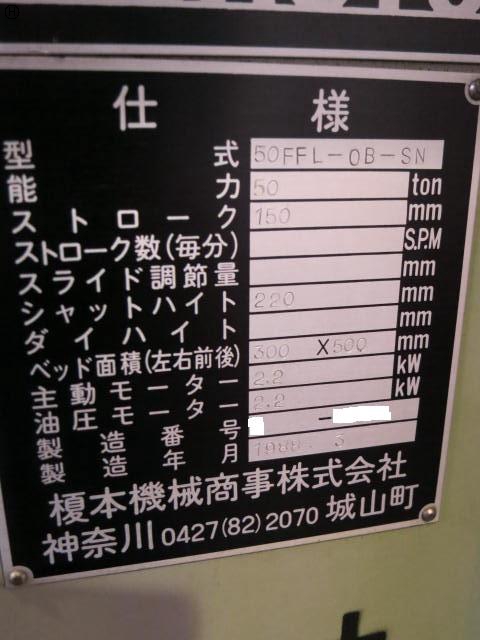 仕様
型式 50FFL-0B-SN
能力 50 ton
ストローク 150 mm
ストローク数(毎分) S.P.M
スライド調節量 mm
シャットハイト 220 mm
ダイハイト mm
ベッド面積(左右前後) 300 X500 mm
主動モーター 2.2 kW
油圧モーター 2.2 kW
製造番号 -
製造年月 1988. 3
榎本機械商事株式会社
神奈川 0427(82)2070 城山町